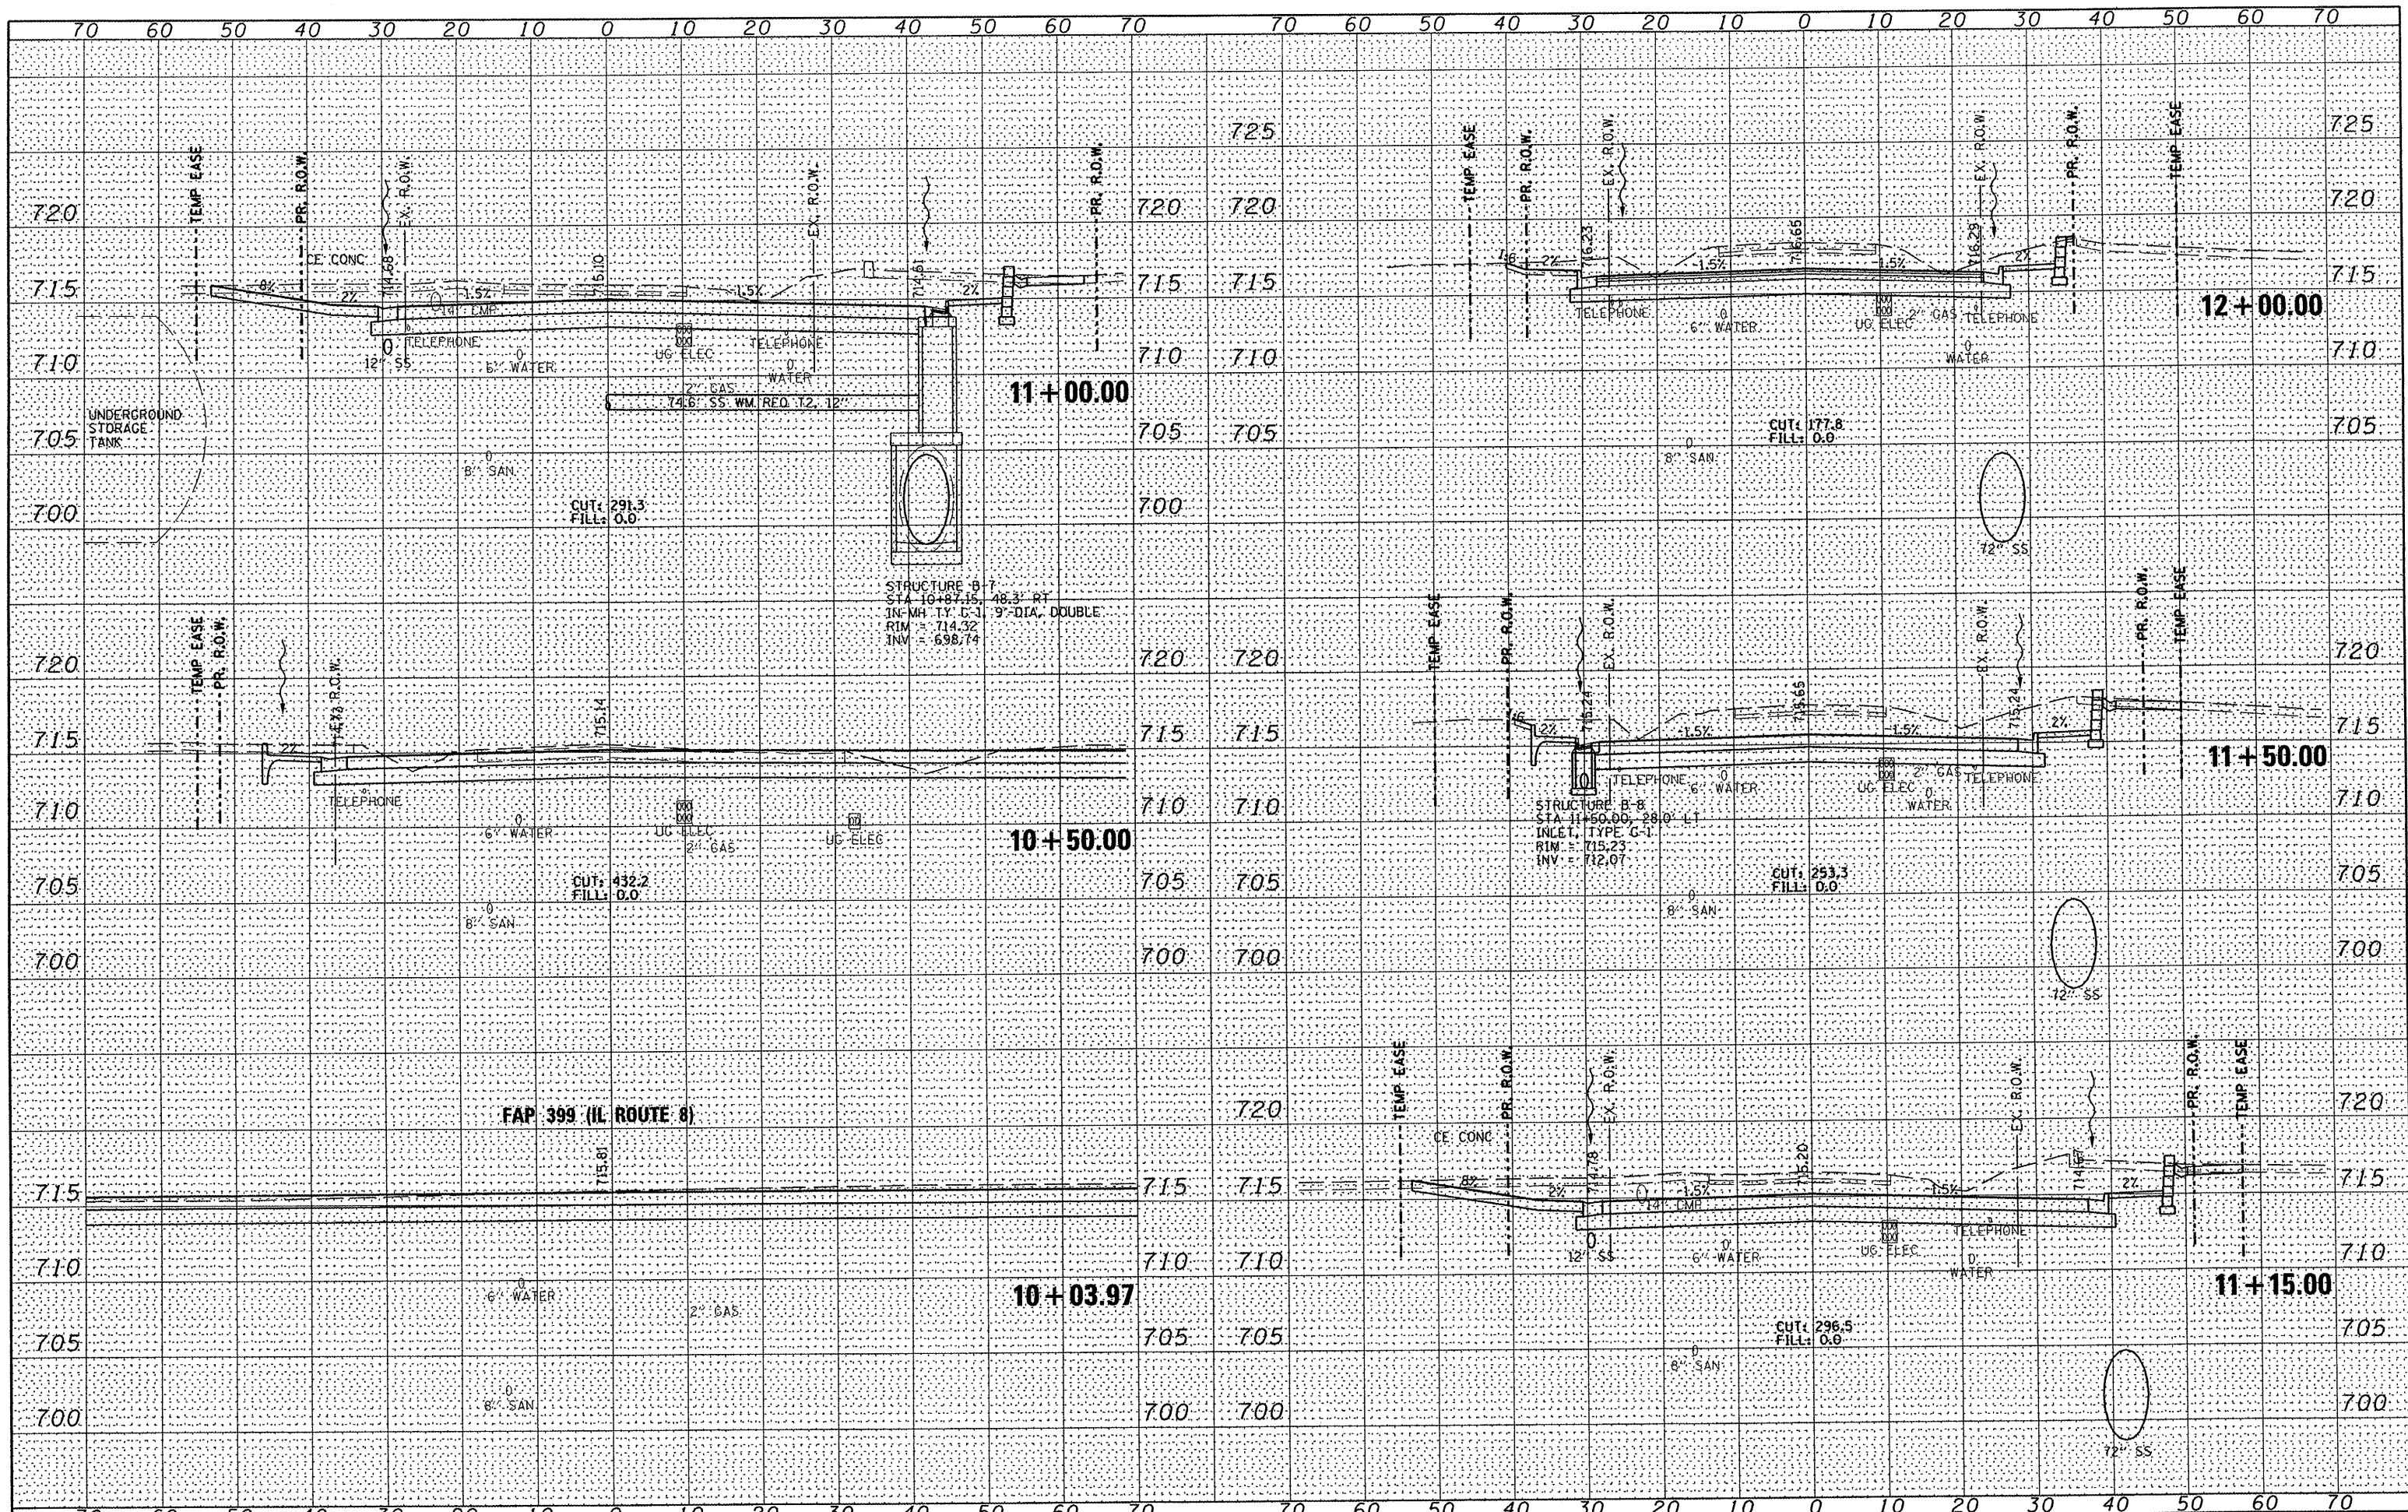 70 60 50 40 30 20 10 0 10 20 30 40 50 60 70 60 50 40 30 20 10 0 10 20 30 40 50 60 70
TEMP EASE
PR. R.O.W.
EX. R.O.W.
EX. R.O.W.
PR. R.O.W.
720
720
CE CONC
714.68
715.10
714.61
715
8%
2%
1.5%
1.5%
2%
715
14" CMP
TELEPHONE
12" SS
6" WATER
UG ELEC
TELEPHONE
WATER
710
710
2" GAS
74.6' SS WM REQ T2, 12"
11+00.00
UNDERGROUND
STORAGE
TANK
705
705
8" SAN
CUT: 291.3
FILL: 0.0
700
700
STRUCTURE B-7
STA 10+87.15, 48.3' RT
IN-MH TY G-1, 9'-DIA, DOUBLE
RIM = 714.32
INV = 698.74
TEMP EASE
PR. R.O.W.
720
720
715.14
715
2%
TELEPHONE
6" WATER
UG ELEC
2" GAS
UG ELEC
710
710
10+50.00
705
705
CUT: 432.2
FILL: 0.0
8" SAN
700
700
FAP 399 (IL ROUTE 8)
715.81
715
715
710
710
6" WATER
2" GAS
10+03.97
705
705
8" SAN
700
700
725
725
TEMP EASE
PR. R.O.W.
EX. R.O.W.
EX. R.O.W.
PR. R.O.W.
TEMP EASE
720
720
716.23
716.65
716.29
1:6
2%
1.5%
1.5%
2%
715
715
12+00.00
TELEPHONE
6" WATER
UG ELEC
2" GAS
TELEPHONE
WATER
710
710
CUT: 177.8
FILL: 0.0
705
705
8" SAN
72" SS
TEMP EASE
PR. R.O.W.
EX. R.O.W.
EX. R.O.W.
PR. R.O.W.
TEMP EASE
720
720
715.24
715.65
715.24
2%
1.5%
1.5%
2%
715
715
11+50.00
TELEPHONE
6" WATER
UG ELEC
2" GAS
TELEPHONE
WATER
710
710
STRUCTURE B-8
STA 11+50.00, 28.0' LT
INLET, TYPE G-1
RIM = 715.23
INV = 712.07
CUT: 253.3
FILL: 0.0
705
705
8" SAN
700
700
72" SS
TEMP EASE
PR. R.O.W.
EX. R.O.W.
EX. R.O.W.
PR. R.O.W.
TEMP EASE
720
720
CE CONC
714.78
715.20
714.67
8%
2%
1.5%
1.5%
2%
715
715
14" CMP
12" SS
6" WATER
UG ELEC
TELEPHONE
WATER
710
710
11+15.00
CUT: 296.5
FILL: 0.0
705
705
8" SAN
700
700
72" SS
70 60 50 40 30 20 10 0 10 20 30 40 50 60 70 70 60 50 40 30 20 10 0 10 20 30 40 50 60 70